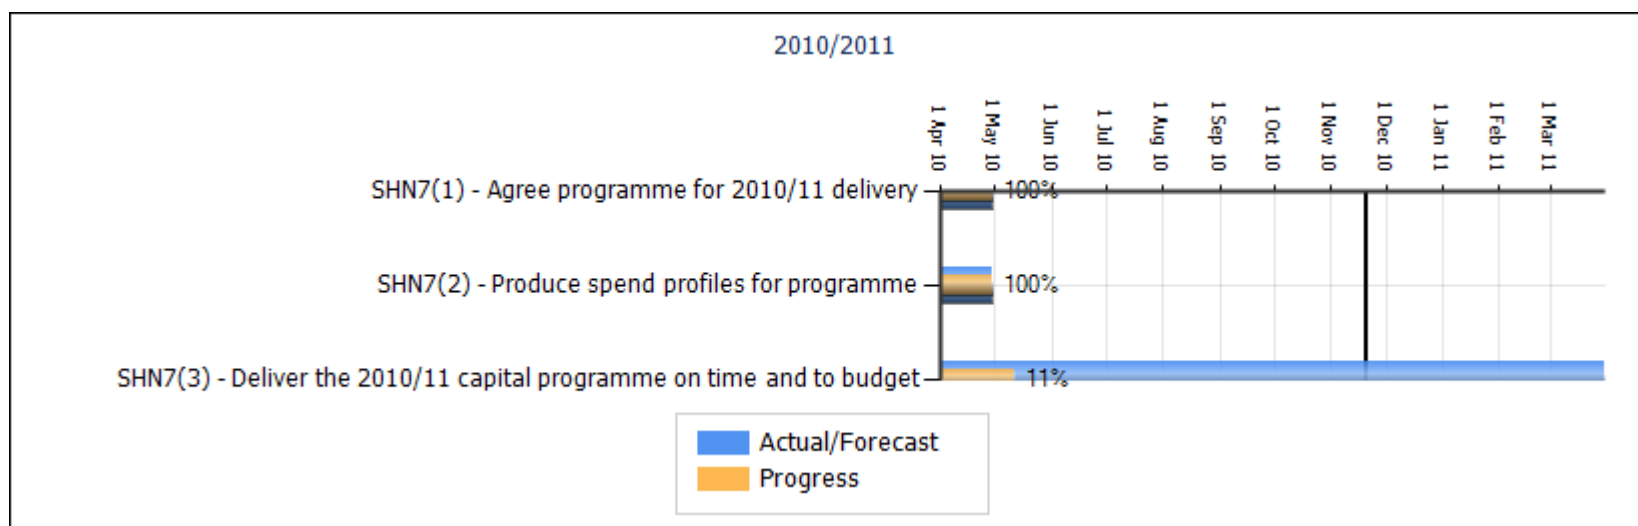 2010/2011
1 Apr 10
1 May 10
1 Jun 10
1 Jul 10
1 Aug 10
1 Sep 10
1 Oct 10
1 Nov 10
1 Dec 10
1 Jan 11
1 Feb 11
1 Mar 11
SHN7(1) - Agree programme for 2010/11 delivery
100%
SHN7(2) - Produce spend profiles for programme
100%
SHN7(3) - Deliver the 2010/11 capital programme on time and to budget
11%
Actual/Forecast
Progress